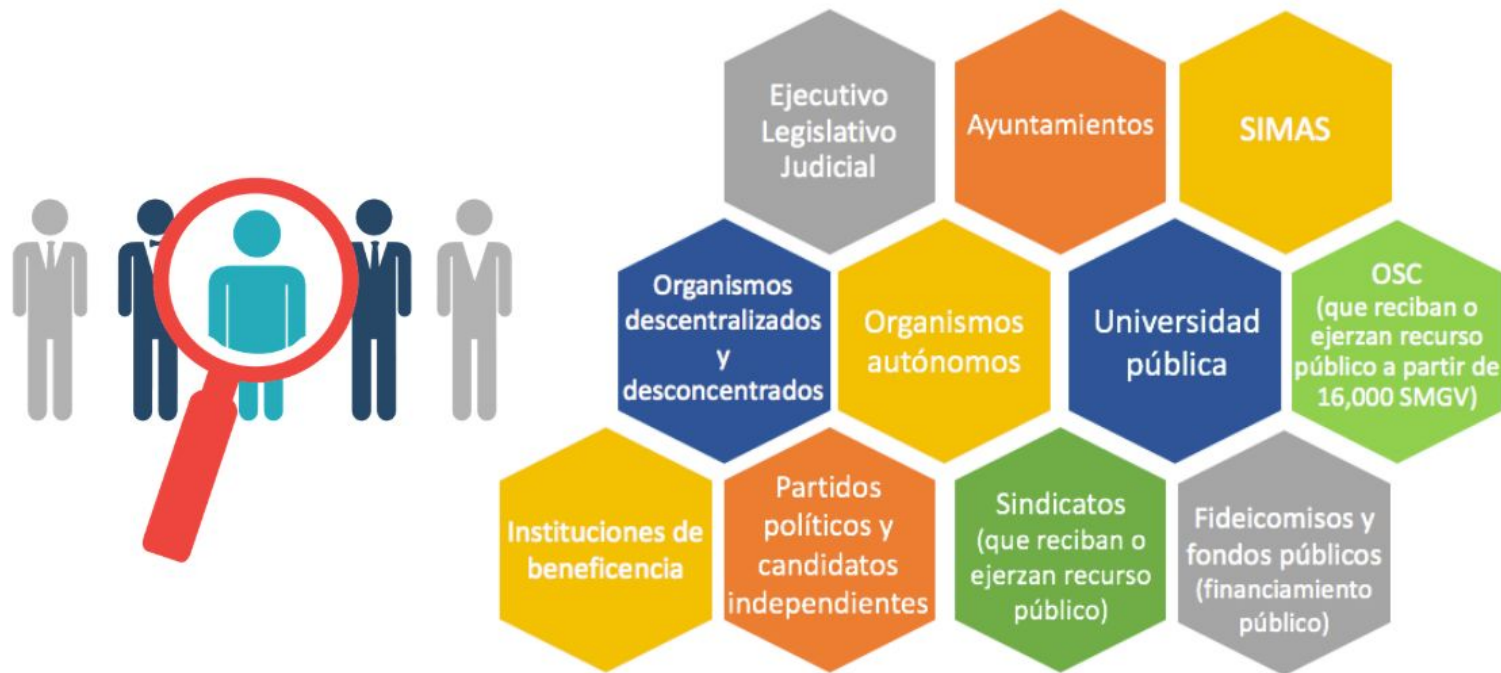 Ejecutivo
Legislativo
Judicial
Ayuntamientos
SIMAS
Organismos
descentralizados
y
desconcentrados
Organismos
autónomos
Universidad
pública
OSC
(que reciban o
ejerzan recurso
público a partir de
16,000 SMGV)
Instituciones de
beneficencia
Partidos
políticos y
candidatos
independientes
Sindicatos
(que reciban o
ejerzan recurso
público)
Fideicomisos y
fondos públicos
(financiamiento
público)